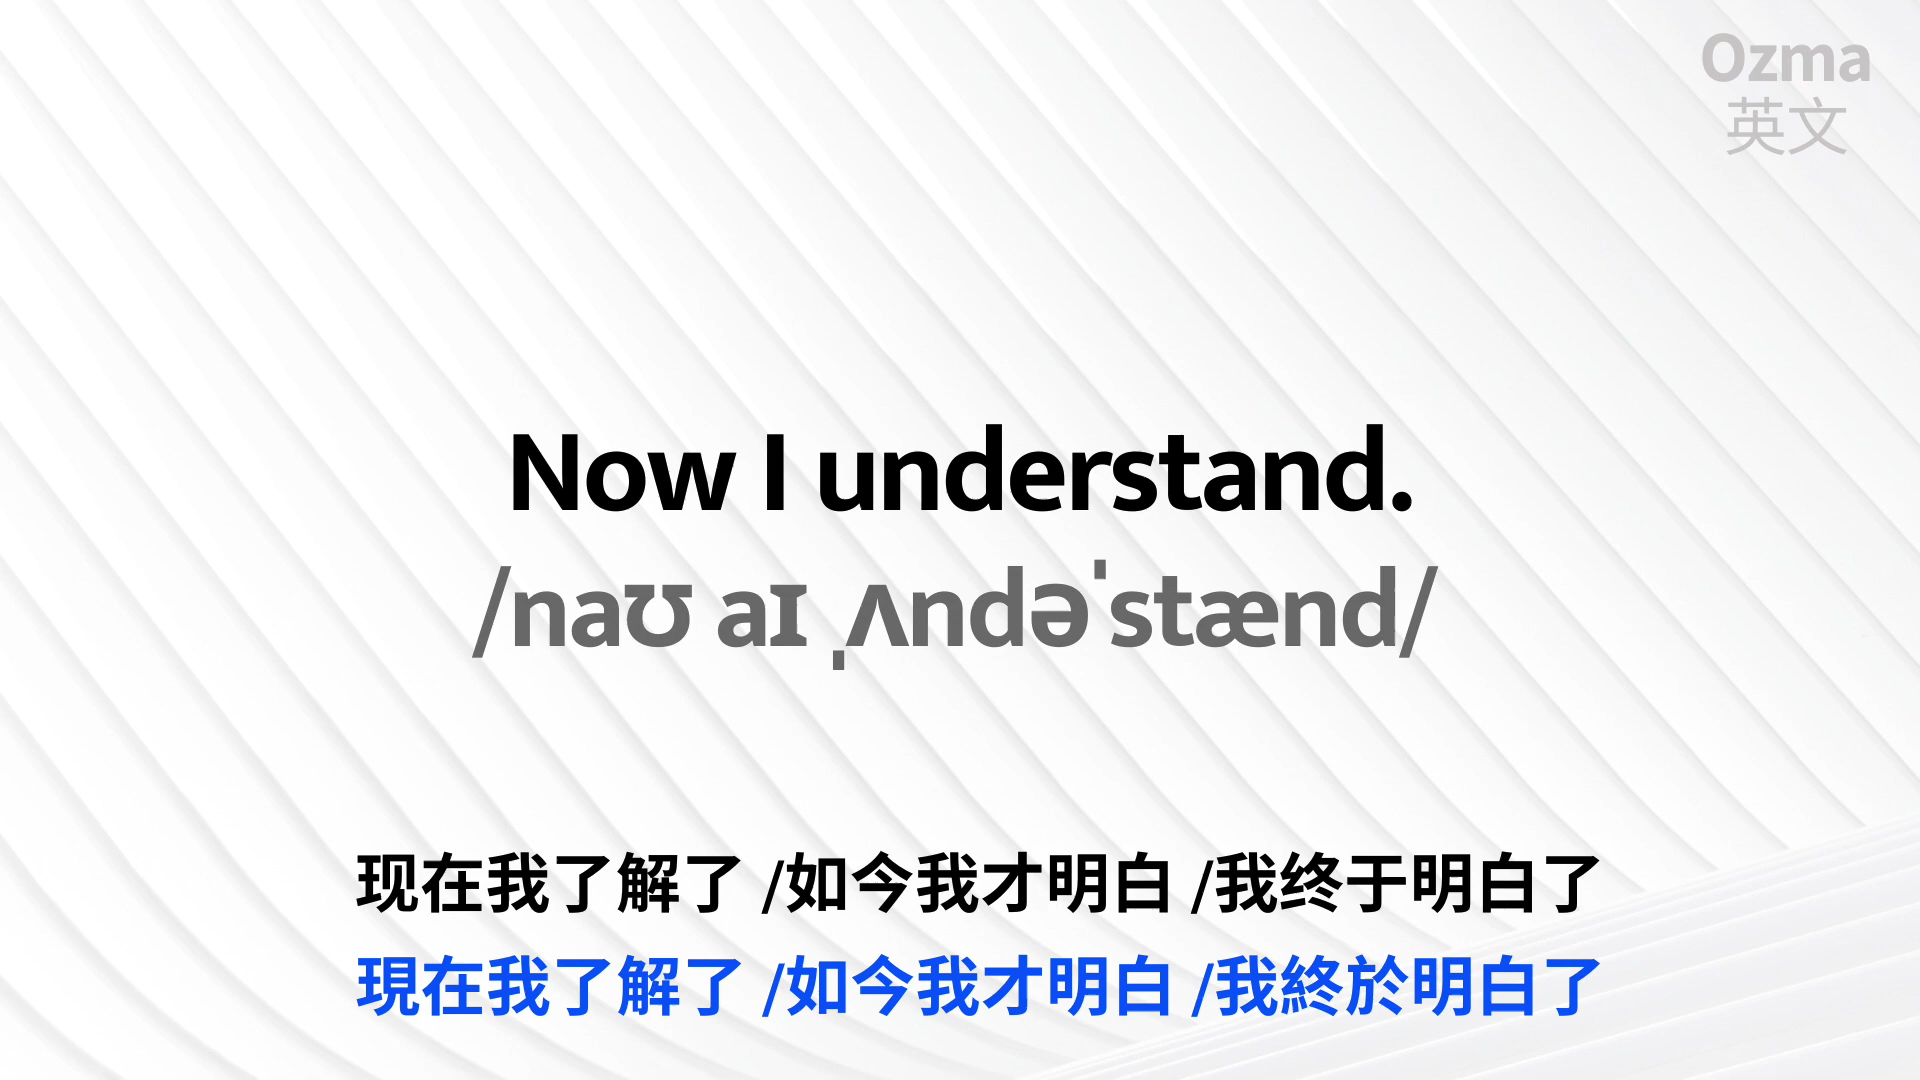 Ozma
英文
Now I understand.
/naʊ aɪ ˌʌndəˈstænd/
现在我了解了 /如今我才明白 /我终于明白了
現在我了解了 /如今我才明白 /我終於明白了